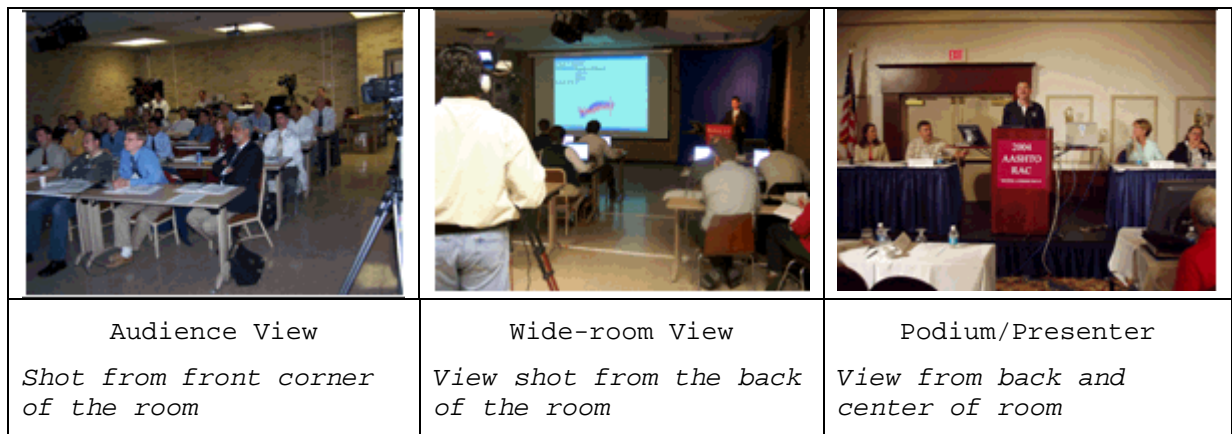 EXIT
2004
AASHTO
RAC
Audience View
Shot from front corner
of the room
Wide-room View
View shot from the back
of the room
Podium/Presenter
View from back and
center of room